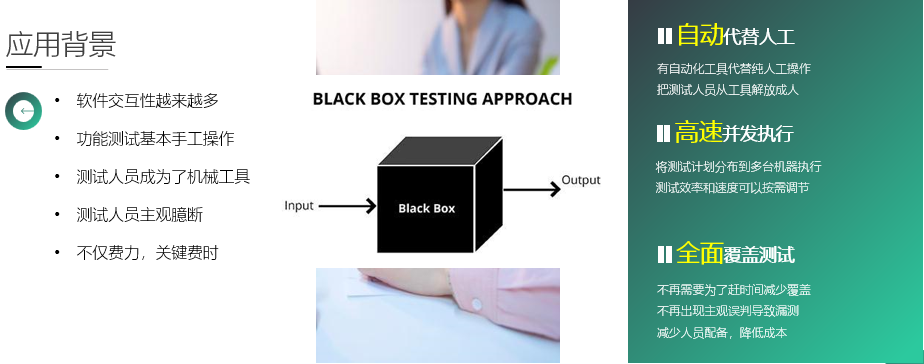 应用背景
软件交互性越来越多
功能测试基本手工操作
测试人员成为了机械工具
测试人员主观臆断
不仅费力，关键费时
BLACK BOX TESTING APPROACH
Input
Black Box
Output
自动代替人工
有自动化工具代替纯人工操作
把测试人员从工具解放成人
高速并发执行
将测试计划分布到多台机器执行
测试效率和速度可以按需调节
全面覆盖测试
不再需要为了赶时间减少覆盖
不再出现主观误判导致漏测
减少人员配备，降低成本